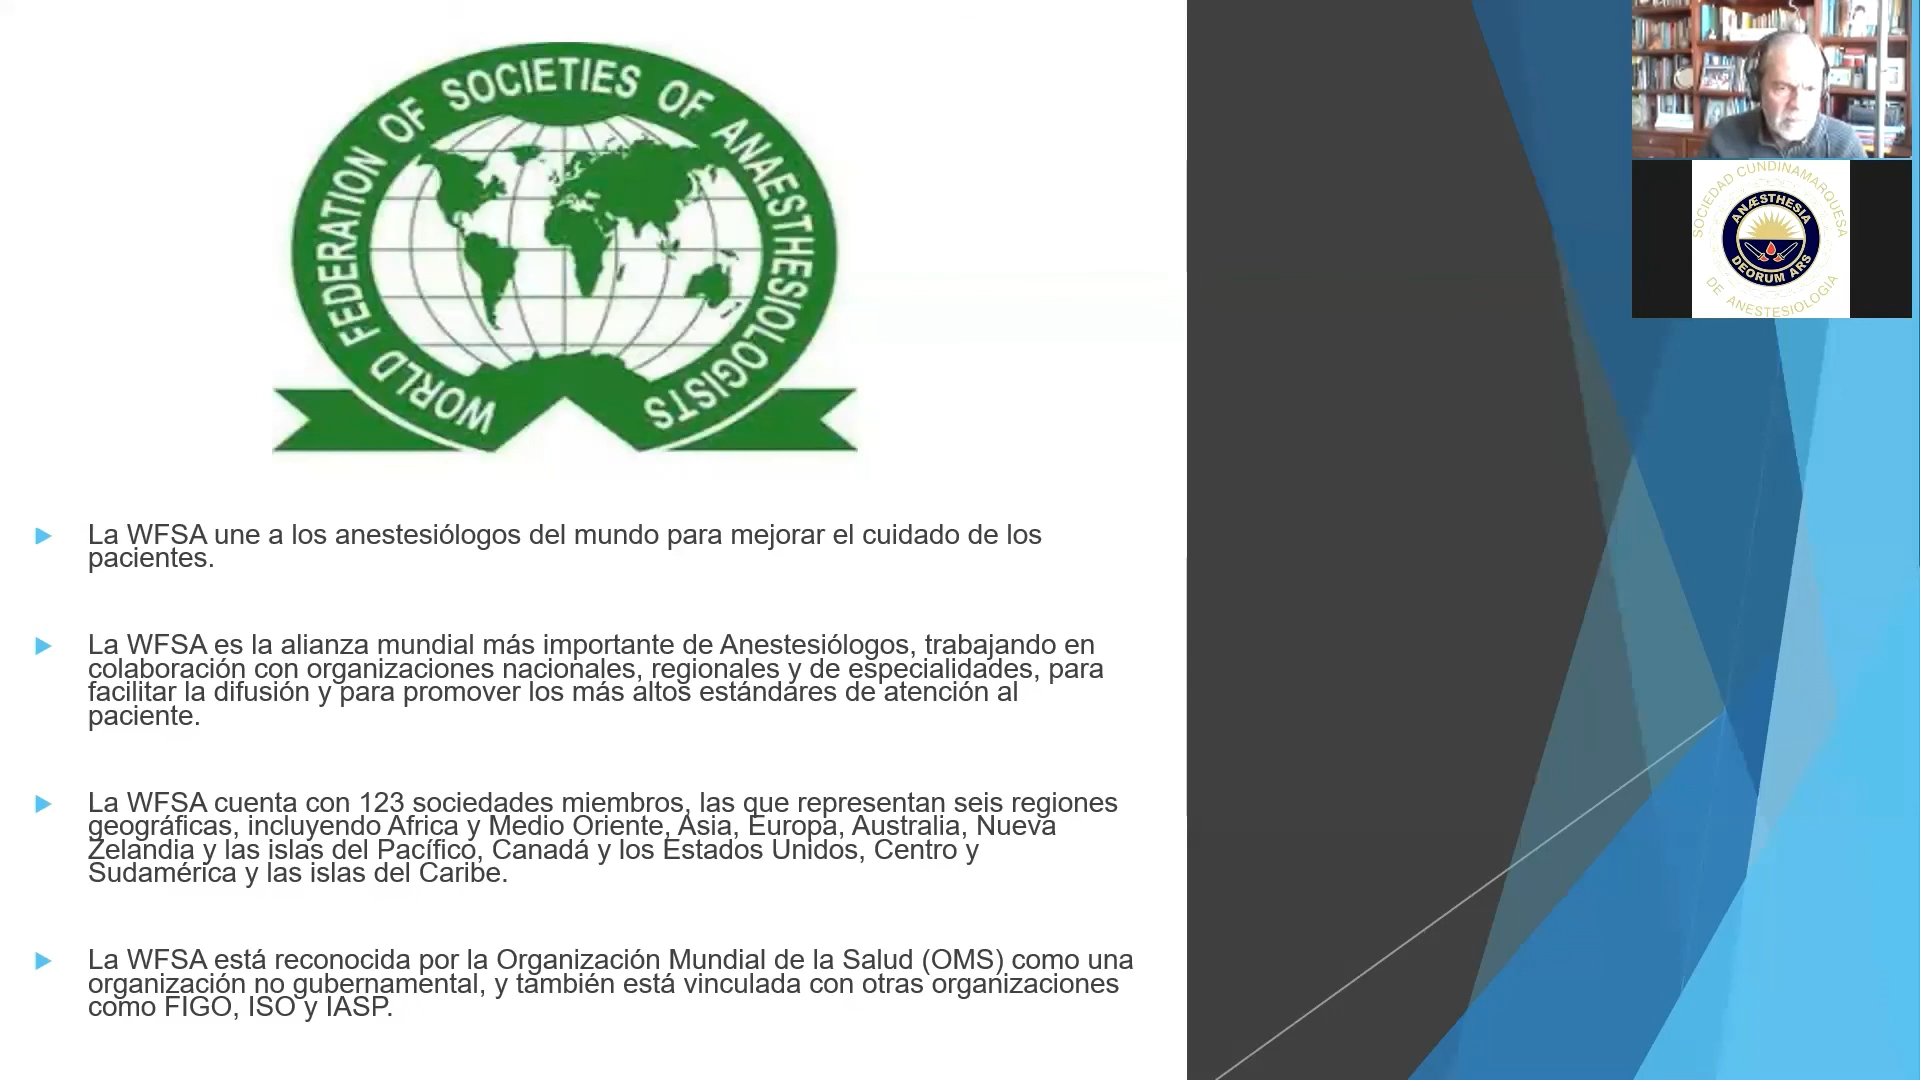 WORLD FEDERATION OF SOCIETIES OF ANAESTHESIOLOGISTS
SOCIEDAD CUNDINAMARQUESA
DE ANESTESIOLOGIA
ANÆSTHESIA
DEORUM ARS
La WFSA une a los anestesiólogos del mundo para mejorar el cuidado de los
pacientes.
La WFSA es la alianza mundial más importante de Anestesiólogos, trabajando en
colaboración con organizaciones nacionales, regionales y de especialidades, para
facilitar la difusión y para promover los más altos estándares de atención al
paciente.
La WFSA cuenta con 123 sociedades miembros, las que representan seis regiones
geográficas, incluyendo Africa y Medio Oriente, Asia, Europa, Australia, Nueva
Zelandia y las islas del Pacífico, Canadá y los Estados Unidos, Centro y
Sudamérica y las islas del Caribe.
La WFSA está reconocida por la Organización Mundial de la Salud (OMS) como una
organización no gubernamental, y también está vinculada con otras organizaciones
como FIGO, ISO y IASP.